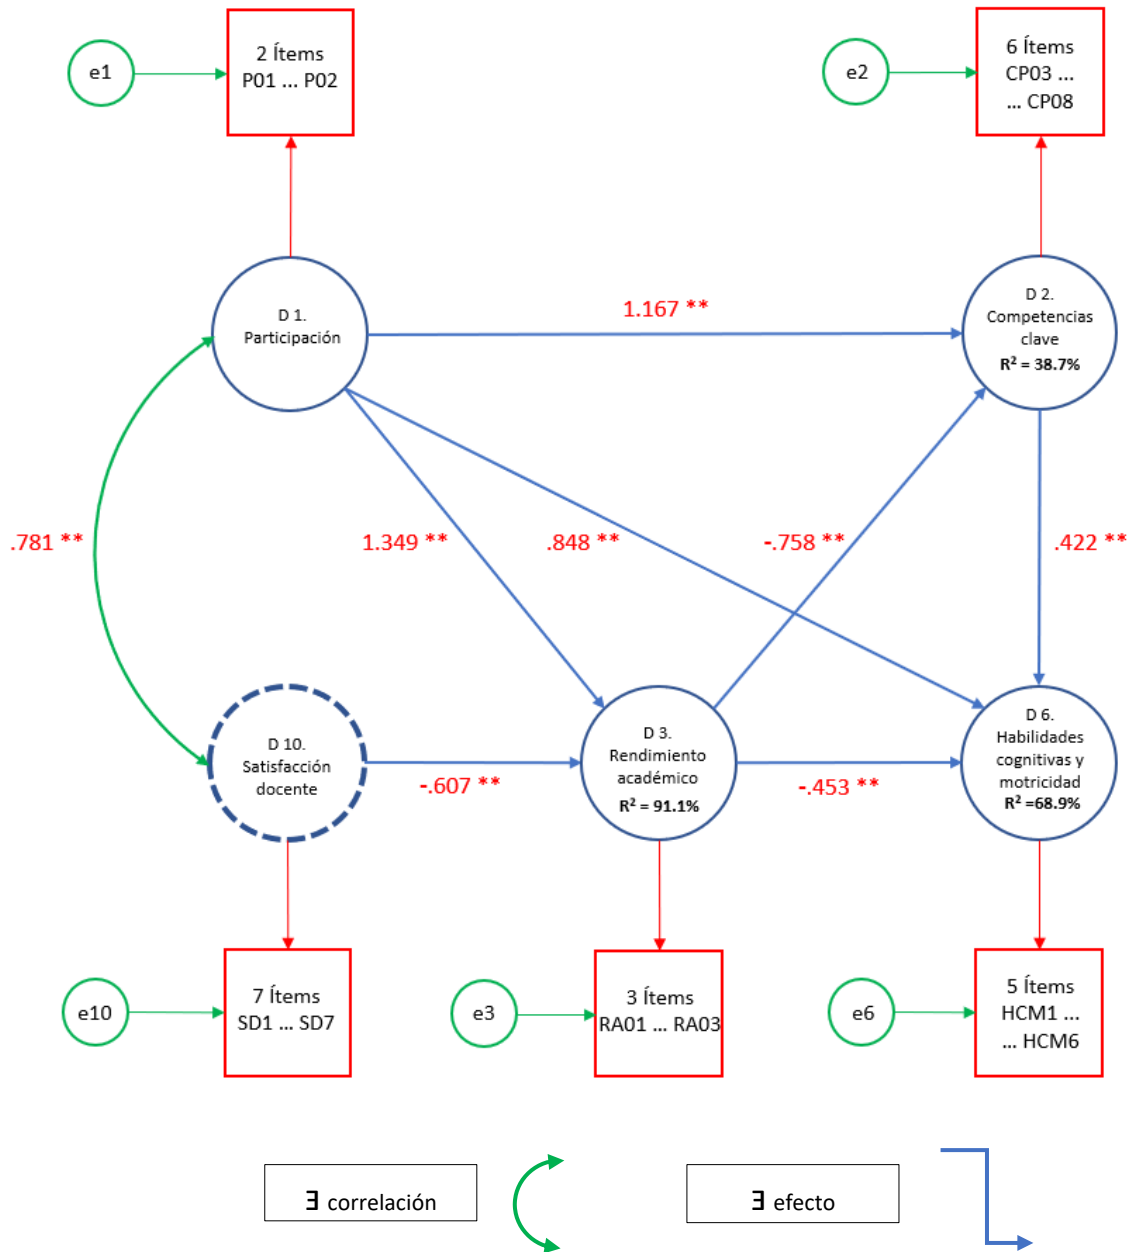 e1
2 Ítems
P01 ... P02
e2
6 Ítems
CP03 ...
... CP08
D 1.
Participación
1.167 **
D 2.
Competencias
clave
R² = 38.7%
.781 **
1.349 **
.848 **
-.758 **
.422 **
D 10.
Satisfacción
docente
-.607 **
D 3.
Rendimiento
académico
R² = 91.1%
-.453 **
D 6.
Habilidades
cognitivas y
motricidad
R² =68.9%
e10
7 Ítems
SD1 ... SD7
e3
3 Ítems
RA01 ... RA03
e6
5 Ítems
HCM1 ...
... HCM6
∃ correlación
∃ efecto